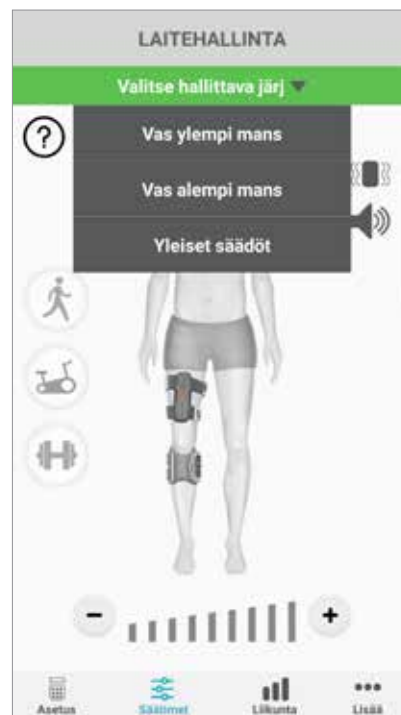 LAITEHALLINTA
Valitse hallittava järj
?
Vas ylempi mans
Vas alempi mans
Yleiset säädöt
- +
Asetus Säätimet Liikunta Lisää